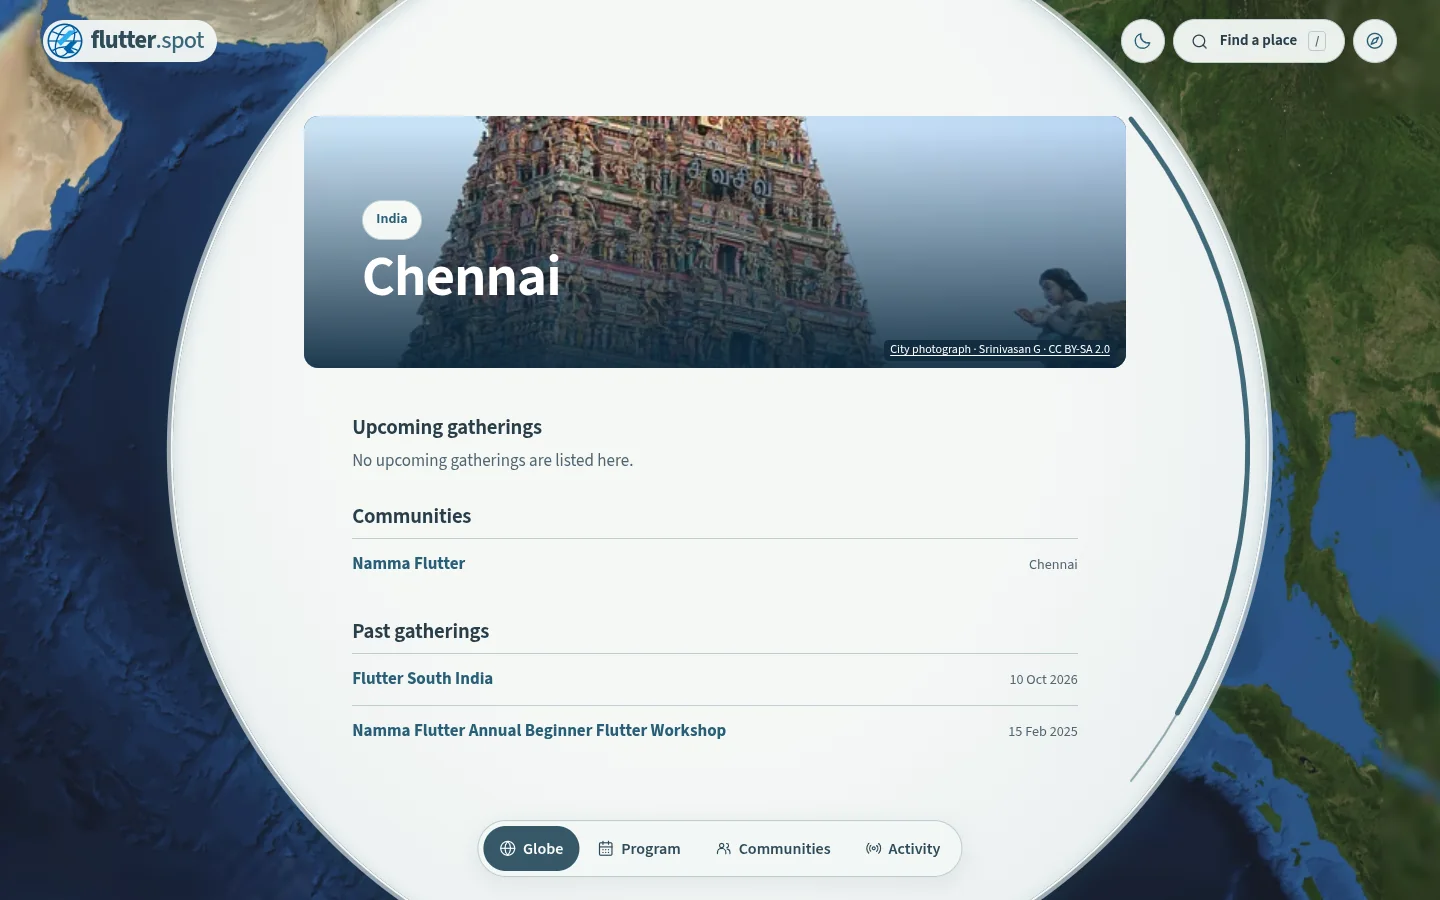 flutter.spot
Find a place /
சிவசிவ
India
Chennai
City photograph · Srinivasan G · CC BY-SA 2.0
Upcoming gatherings
No upcoming gatherings are listed here.
Communities
Namma Flutter Chennai
Past gatherings
Flutter South India 10 Oct 2026
Namma Flutter Annual Beginner Flutter Workshop 15 Feb 2025
Globe Program Communities Activity